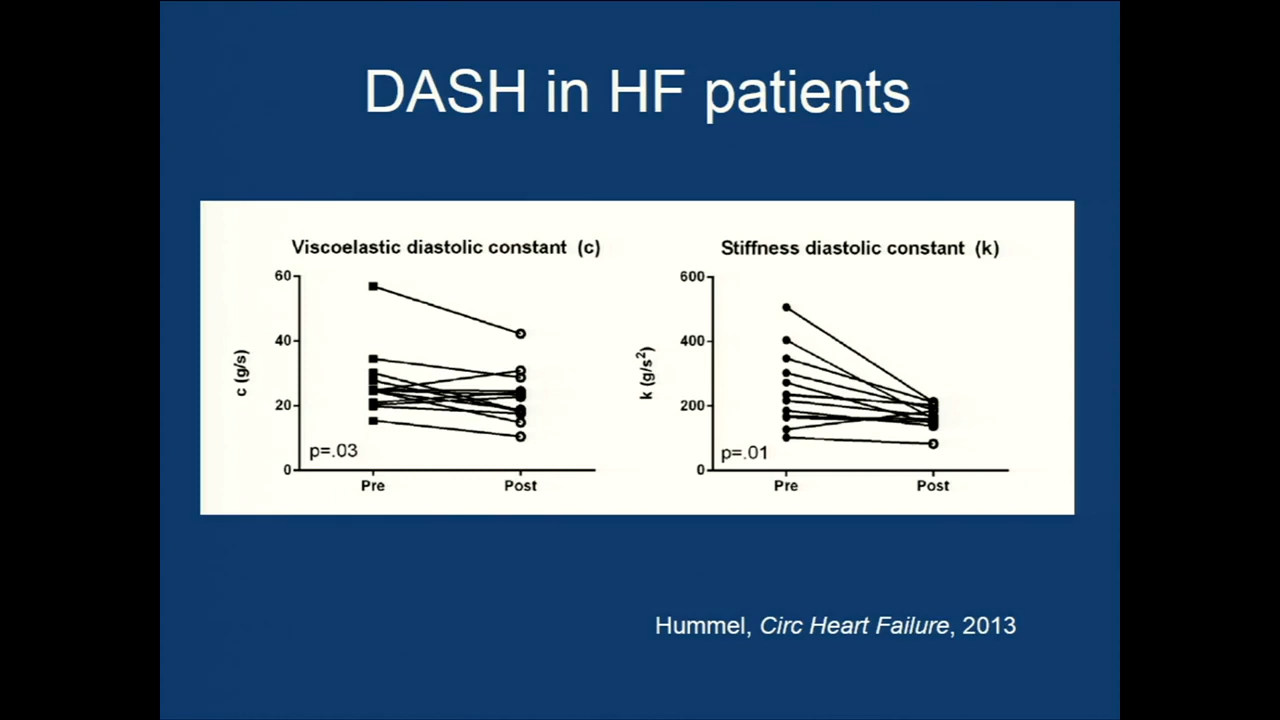 DASH in HF patients
Viscoelastic diastolic constant (c)
60
40
20
0
c (g/s)
p=.03
Pre
Post
Stiffness diastolic constant (k)
600
400
200
0
k (g/s²)
p=.01
Pre
Post
Hummel, Circ Heart Failure, 2013